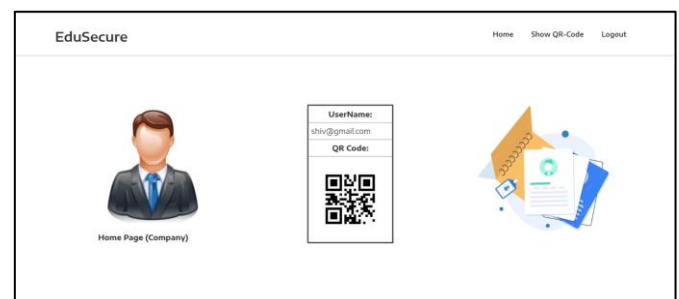 EduSecure
Home Show QR-Code Logout
UserName:
shiv@gmail.com
QR Code:
Home Page (Company)